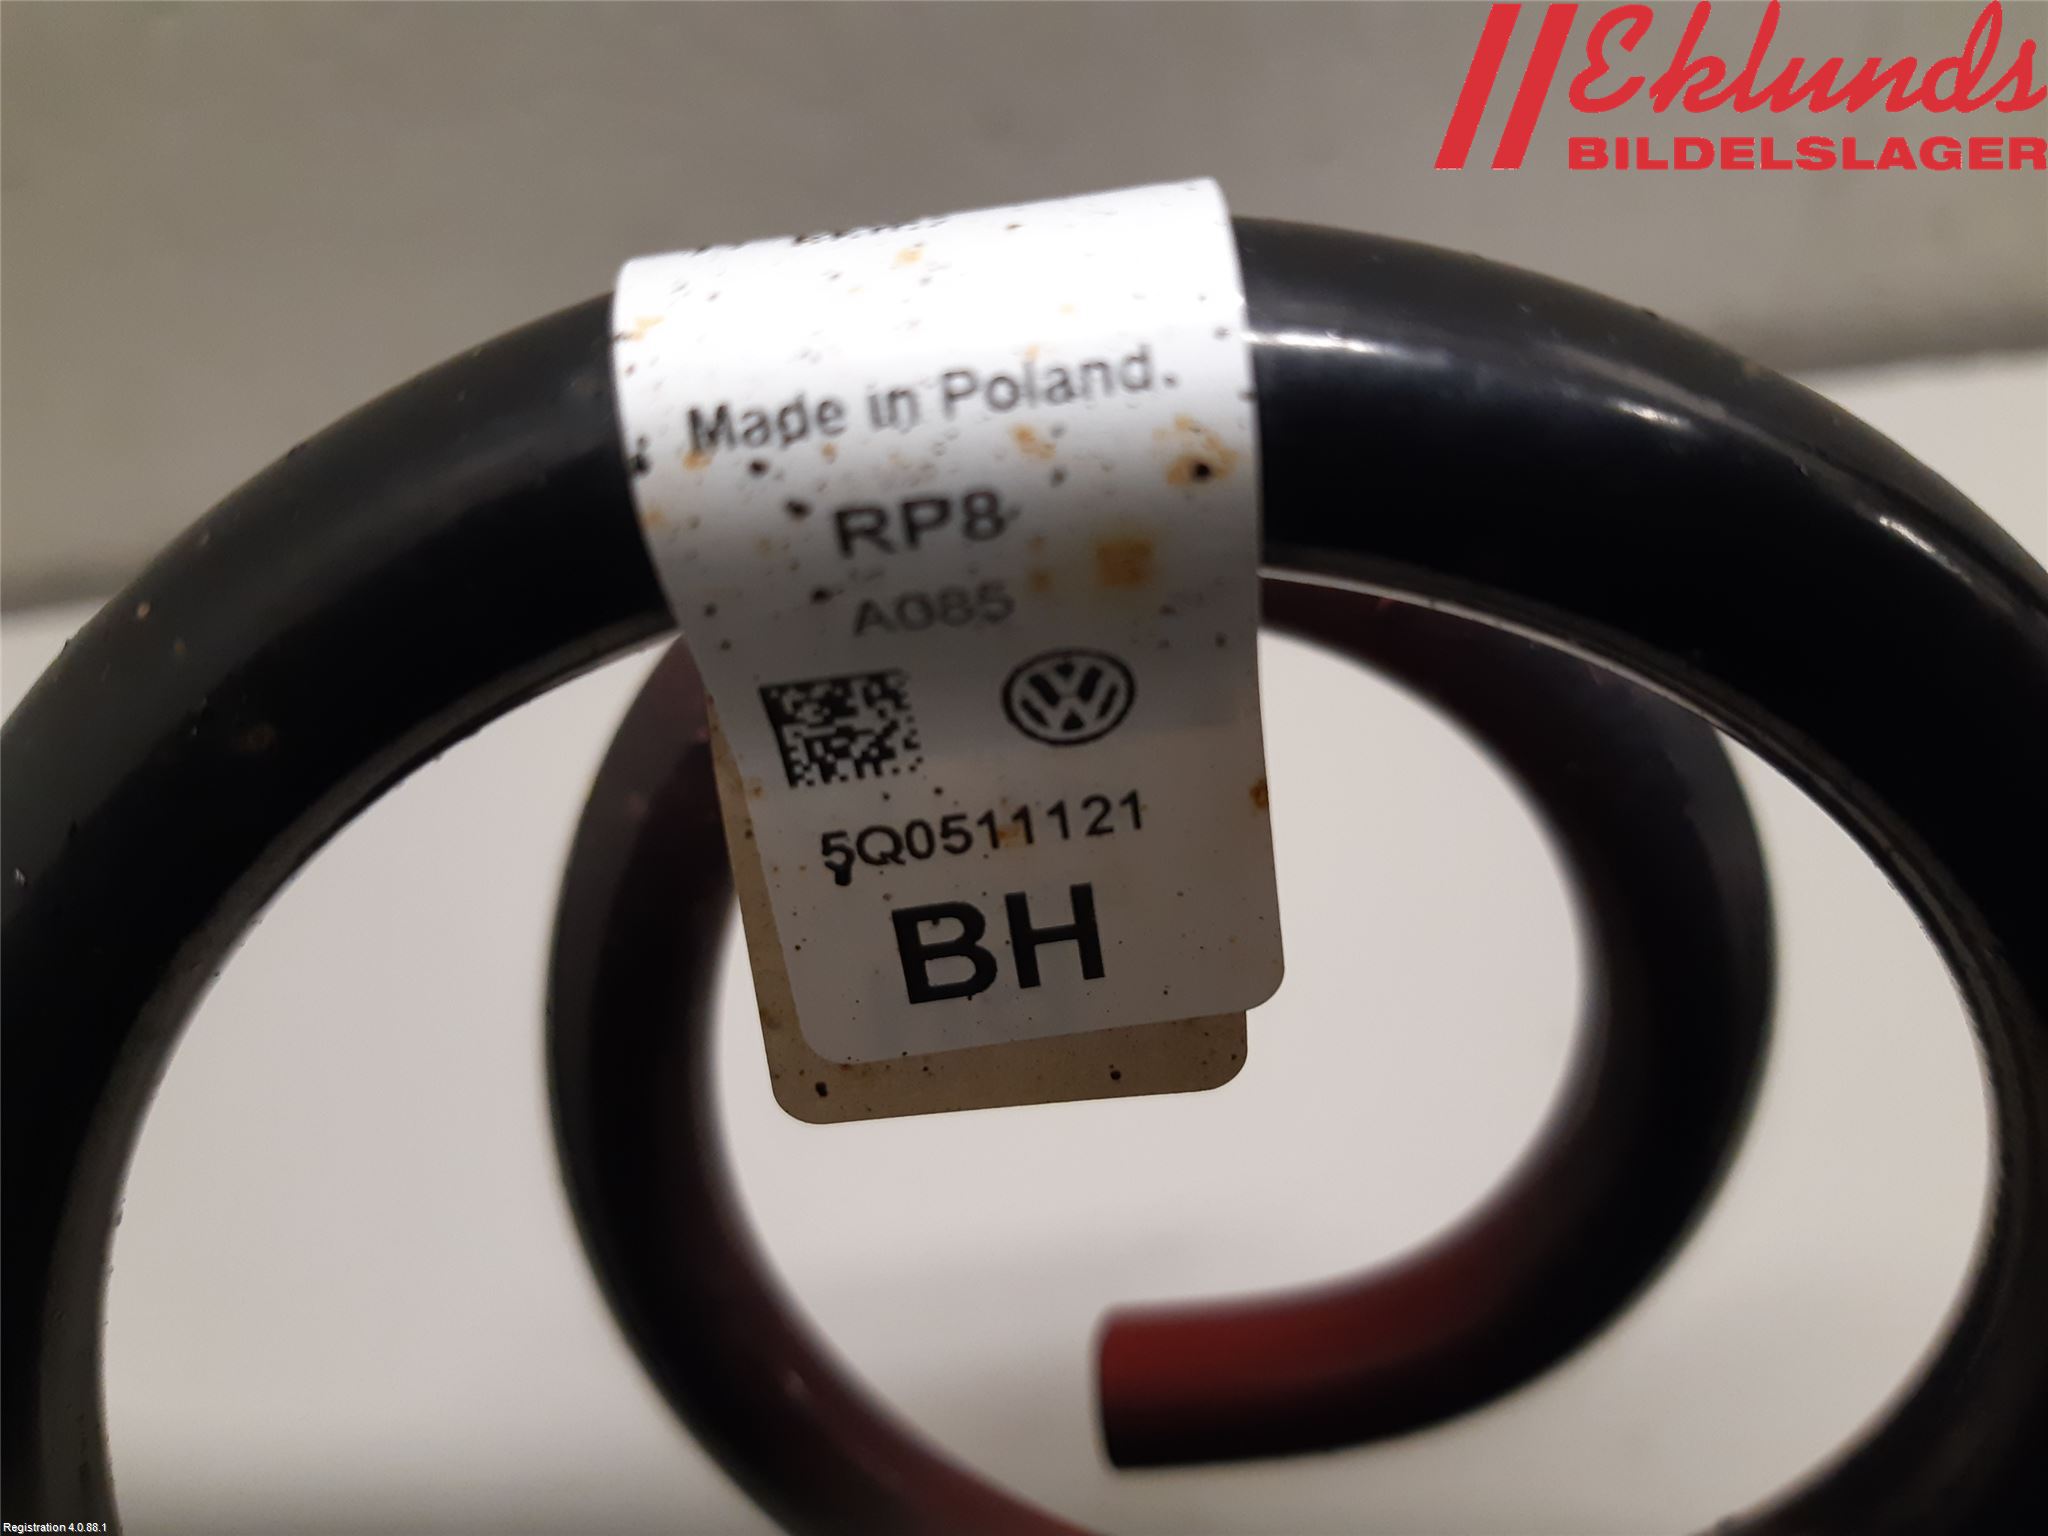 Eklunds
BILDELSLAGER
Made in Poland.
RP8
A085
5Q0511121
BH
Registration 4.0.88.1